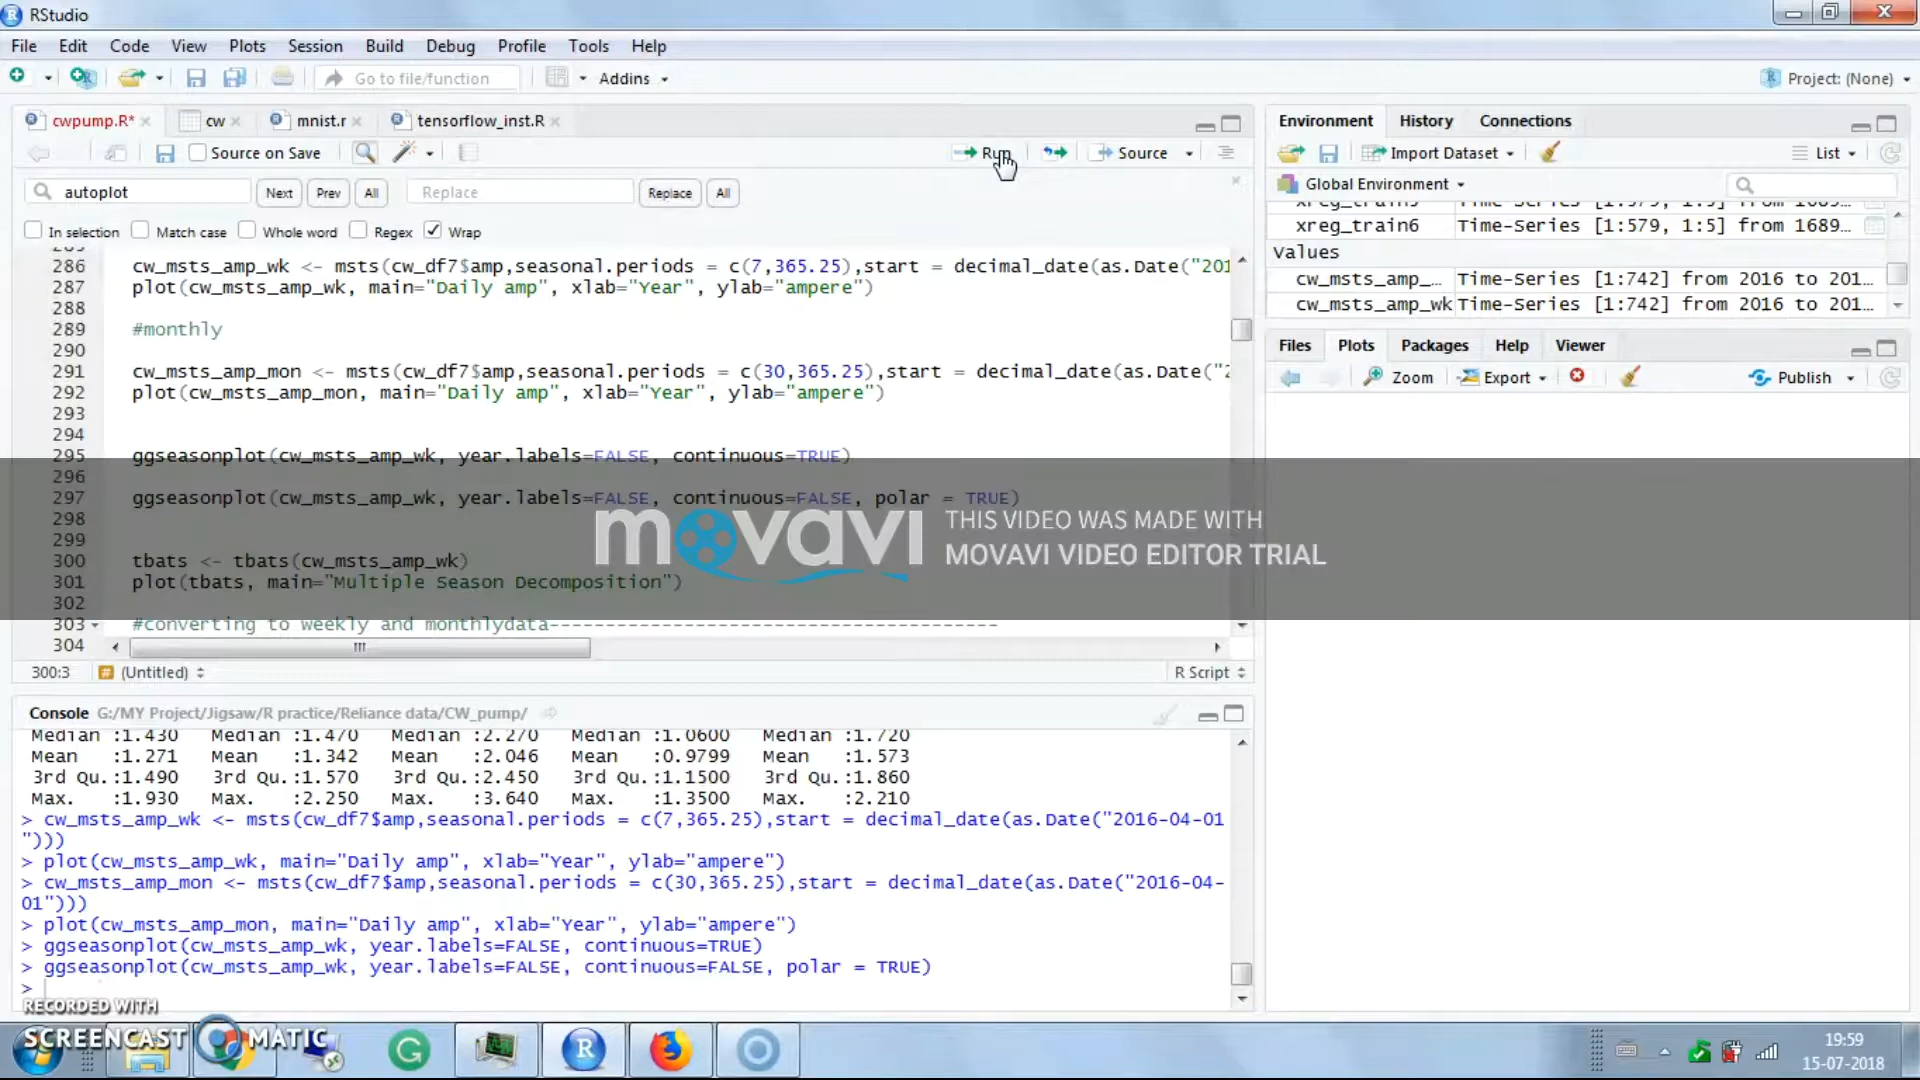 RStudio
File Edit Code View Plots Session Build Debug Profile Tools Help
Go to file/function Addins Project: (None)
cwpump.R* cw mnist.r tensorflow_inst.R
Source on Save Run Source
autoplot Next Prev All Replace Replace All
In selection Match case Whole word Regex Wrap
286 cw_msts_amp_wk <- msts(cw_df7$amp,seasonal.periods = c(7,365.25),start = decimal_date(as.Date("201
287 plot(cw_msts_amp_wk, main="Daily amp", xlab="Year", ylab="ampere")
288
289 #monthly
290
291 cw_msts_amp_mon <- msts(cw_df7$amp,seasonal.periods = c(30,365.25),start = decimal_date(as.Date("2
292 plot(cw_msts_amp_mon, main="Daily amp", xlab="Year", ylab="ampere")
293
294
295 ggseasonplot(cw_msts_amp_wk, year.labels=FALSE, continuous=TRUE)
296
297 ggseasonplot(cw_msts_amp_wk, year.labels=FALSE, continuous=FALSE, polar = TRUE)
298
299
300 tbats <- tbats(cw_msts_amp_wk)
301 plot(tbats, main="Multiple Season Decomposition")
302
303 #converting to weekly and monthlydata----------------------------------------
304
movavi THIS VIDEO WAS MADE WITH
MOVAVI VIDEO EDITOR TRIAL
300:3 (Untitled) R Script
Console G:/MY Project/Jigsaw/R practice/Reliance data/CW_pump/
Median :1.430 Median :1.470 Median :2.270 Median :1.0600 Median :1.720
Mean :1.271 Mean :1.342 Mean :2.046 Mean :0.9799 Mean :1.573
3rd Qu.:1.490 3rd Qu.:1.570 3rd Qu.:2.450 3rd Qu.:1.1500 3rd Qu.:1.860
Max. :1.930 Max. :2.250 Max. :3.640 Max. :1.3500 Max. :2.210
> cw_msts_amp_wk <- msts(cw_df7$amp,seasonal.periods = c(7,365.25),start = decimal_date(as.Date("2016-04-01
")))
> plot(cw_msts_amp_wk, main="Daily amp", xlab="Year", ylab="ampere")
> cw_msts_amp_mon <- msts(cw_df7$amp,seasonal.periods = c(30,365.25),start = decimal_date(as.Date("2016-04-
01")))
> plot(cw_msts_amp_mon, main="Daily amp", xlab="Year", ylab="ampere")
> ggseasonplot(cw_msts_amp_wk, year.labels=FALSE, continuous=TRUE)
> ggseasonplot(cw_msts_amp_wk, year.labels=FALSE, continuous=FALSE, polar = TRUE)
>
Environment History Connections
Import Dataset List
Global Environment
xreg_train6 Time-Series [1:579, 1:5] from 1689...
Values
cw_msts_amp_... Time-Series [1:742] from 2016 to 201...
cw_msts_amp_wk Time-Series [1:742] from 2016 to 201...
Files Plots Packages Help Viewer
Zoom Export Publish
RECORDED WITH
SCREENCAST MATIC
19:59
15-07-2018